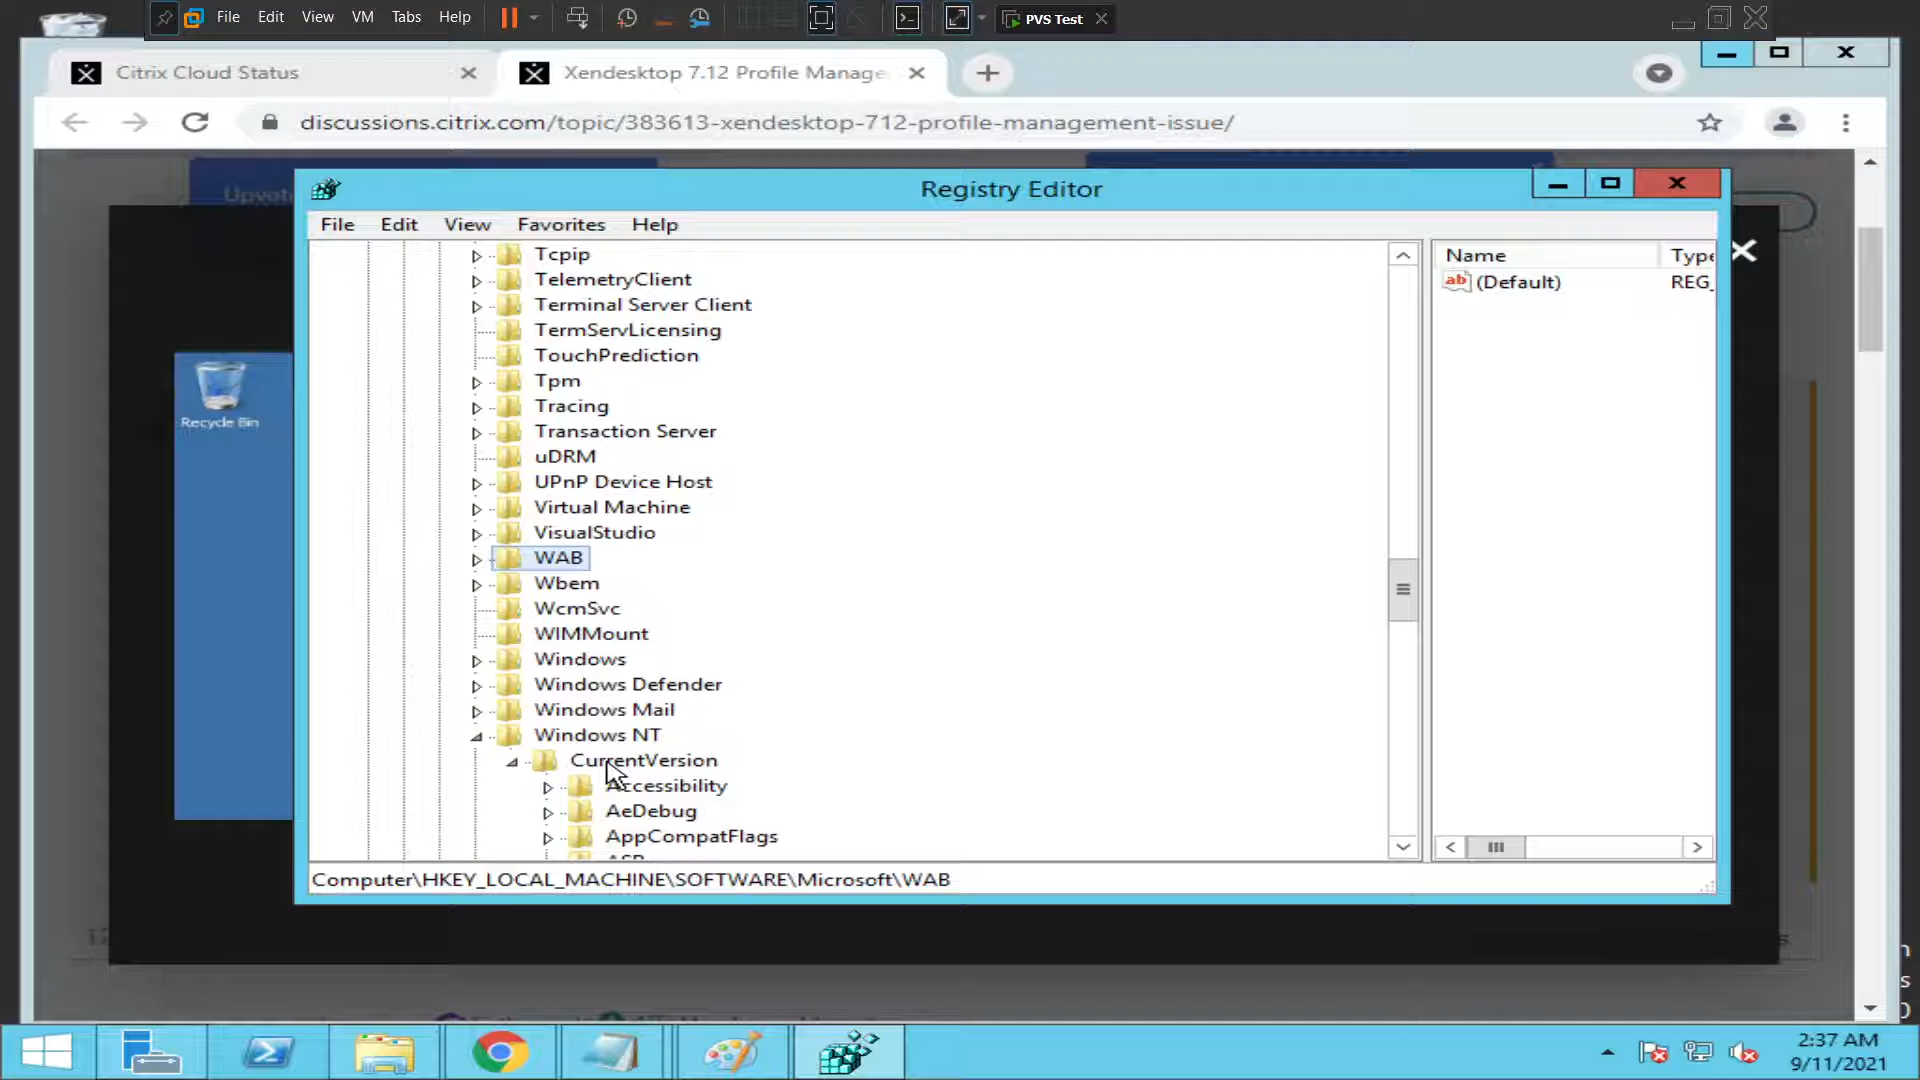 File Edit View VM Tabs Help
PVS Test
Citrix Cloud Status
Xendesktop 7.12 Profile Manage
discussions.citrix.com/topic/383613-xendesktop-712-profile-management-issue/
Upvote
Registry Editor
File Edit View Favorites Help
Tcpip
TelemetryClient
Terminal Server Client
TermServLicensing
TouchPrediction
Tpm
Tracing
Transaction Server
uDRM
UPnP Device Host
Virtual Machine
VisualStudio
WAB
Wbem
WcmSvc
WIMMount
Windows
Windows Defender
Windows Mail
Windows NT
CurrentVersion
Accessibility
AeDebug
AppCompatFlags
Name Type
ab (Default) REG_
Recycle Bin
Computer\HKEY_LOCAL_MACHINE\SOFTWARE\Microsoft\WAB
2:37 AM
9/11/2021